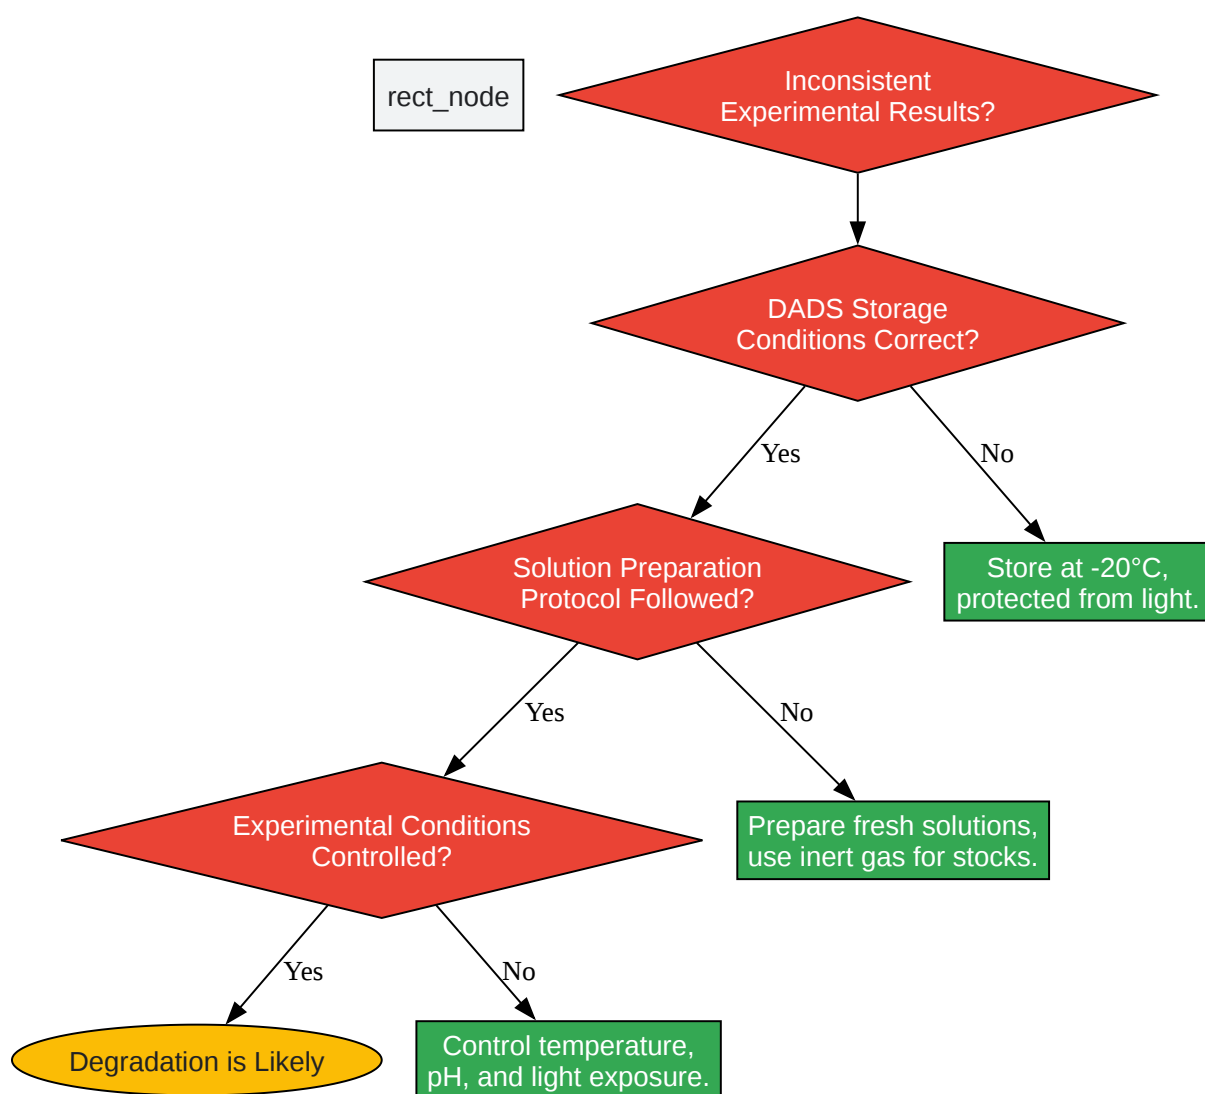 rect_node
Inconsistent
Experimental Results?
DADS Storage
Conditions Correct?
Yes
No
Solution Preparation
Protocol Followed?
Store at -20°C,
protected from light.
Yes
No
Experimental Conditions
Controlled?
Prepare fresh solutions,
use inert gas for stocks.
Yes
No
Degradation is Likely
Control temperature,
pH, and light exposure.